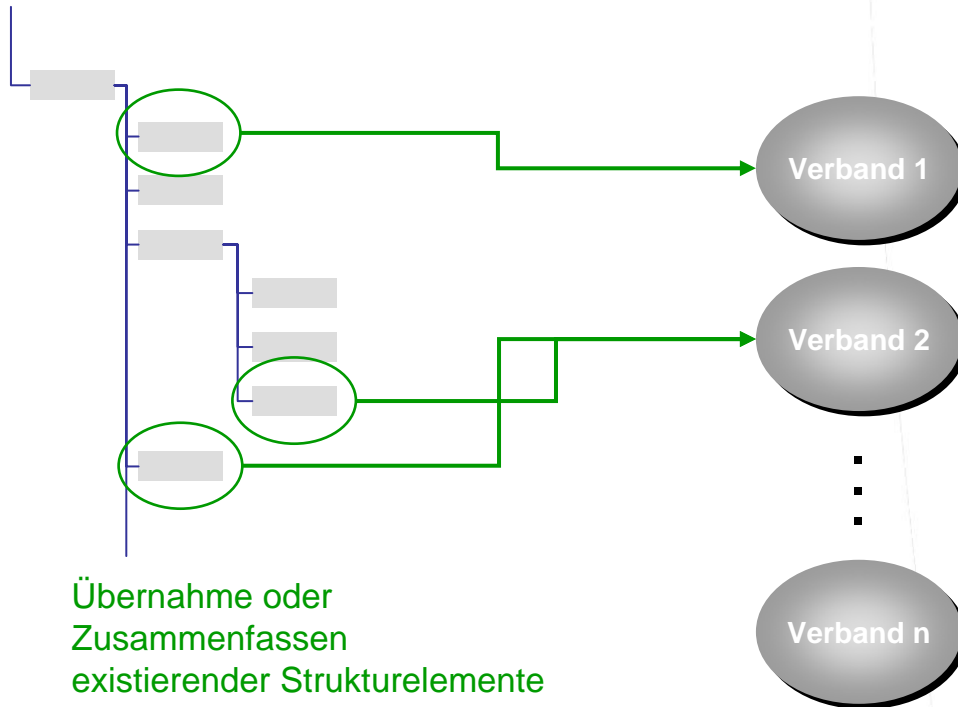 Verband 1
Verband 2
Verband n
Übernahme oder
Zusammenfassen
existierender Strukturelemente